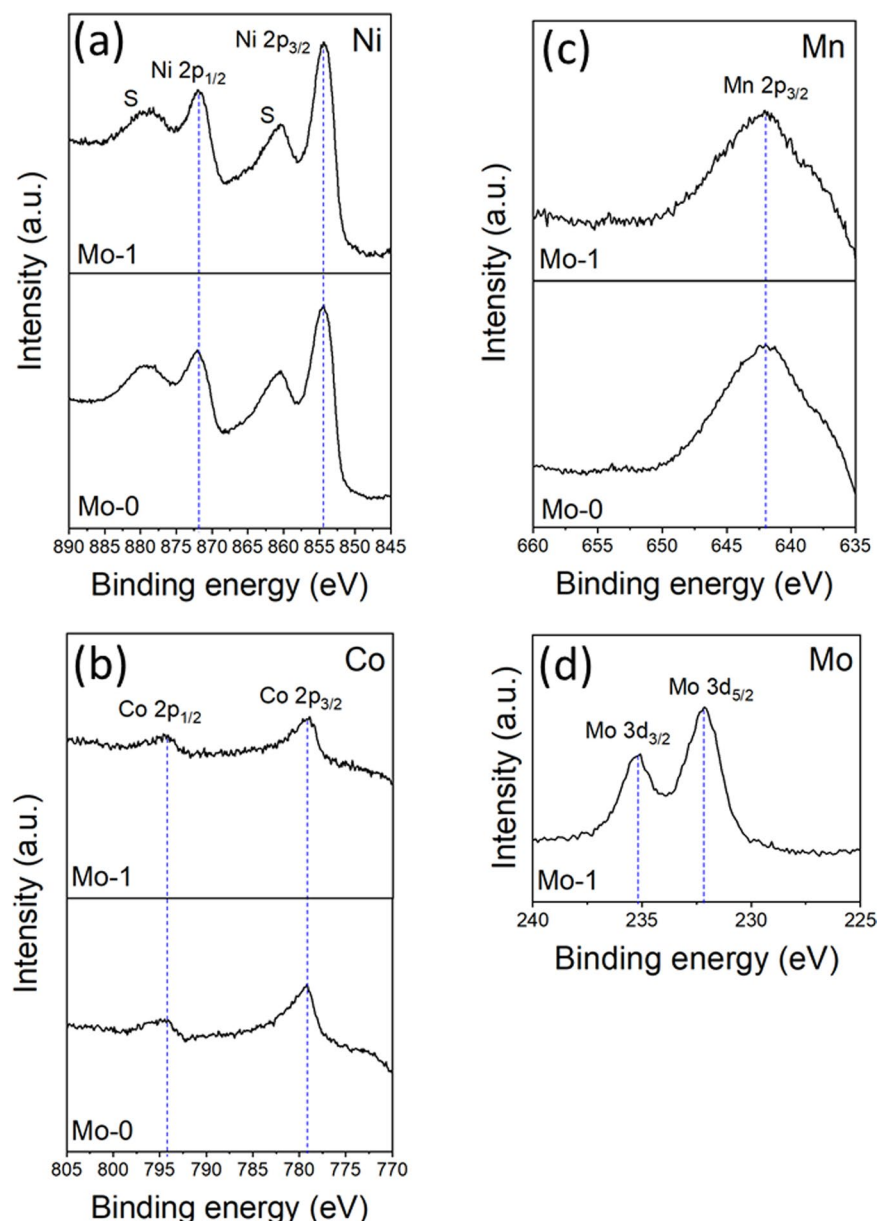 (a)
Ni
Ni 2p3/2
Ni 2p1/2
S
S
Mo-1
Mo-0
Intensity (a.u.)
890 885 880 875 870 865 860 855 850 845
Binding energy (eV)
(c)
Mn
Mn 2p3/2
Mo-1
Mo-0
Intensity (a.u.)
660 655 650 645 640 635
Binding energy (eV)
(b)
Co
Co 2p3/2
Co 2p1/2
Mo-1
Mo-0
Intensity (a.u.)
805 800 795 790 785 780 775 770
Binding energy (eV)
(d)
Mo
Mo 3d5/2
Mo 3d3/2
Mo-1
Intensity (a.u.)
240 235 230 225
Binding energy (eV)